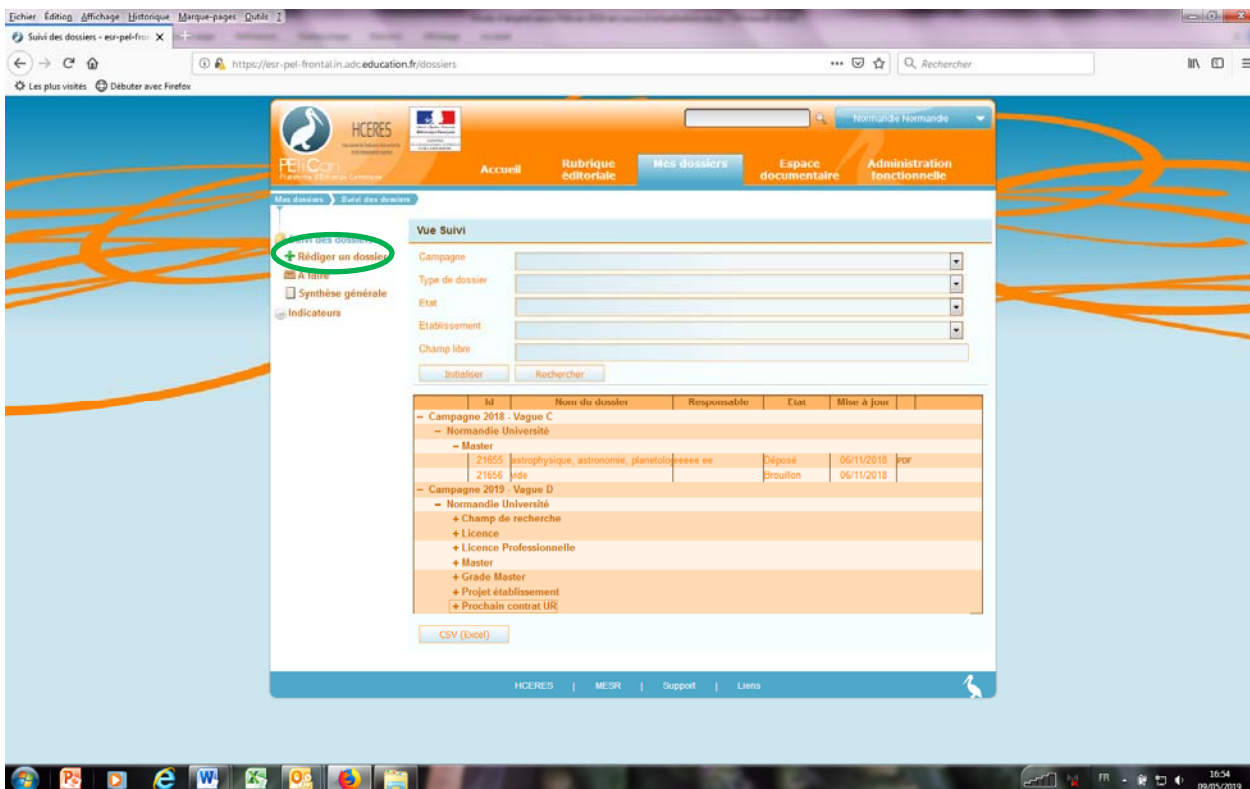 Fichier Édition Affichage Historique Marque-pages Outils ?
Suivi des dossiers - esr-pel-fron
https://esr-pel-frontal.in.adc.education.fr/dossiers
Rechercher
Les plus visités Débuter avec Firefox
HCERES
PEliCan
Normandie Normandie
Accueil
Rubrique éditoriale
Mes dossiers
Espace documentaire
Administration fonctionnelle
Mes dossiers Suivi des dossiers
Suivi des dossiers
Rédiger un dossier
A faire
Synthèse générale
Indicateurs
Vue Suivi
Campagne
Type de dossier
Etat
Etablissement
Champ libre
Initialiser Rechercher
Id Nom du dossier Responsable Etat Mise à jour
− Campagne 2018 - Vague C
− Normandie Université
− Master
21655 astrophysique, astronomie, planetolo eeeee ee Déposé 06/11/2018 PDF
21656 vide Brouillon 06/11/2018
− Campagne 2019 - Vague D
− Normandie Université
+ Champ de recherche
+ Licence
+ Licence Professionnelle
+ Master
+ Grade Master
+ Projet établissement
+ Prochain contrat UR
CSV (Excel)
HCERES | MESR | Support | Liens
FR
16:54
09/05/2019